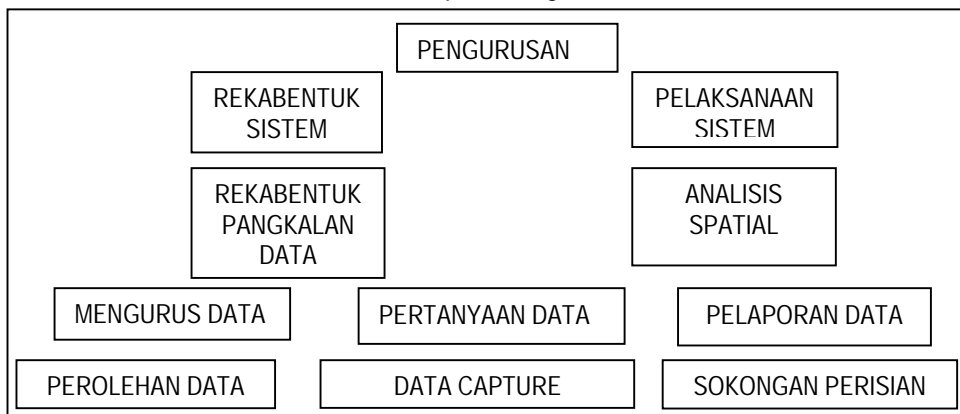 PENGURUSAN
REKABENTUK
SISTEM
PELAKSANAAN
SISTEM
REKABENTUK
PANGKALAN
DATA
ANALISIS
SPATIAL
MENGURUS DATA
PERTANYAAN DATA
PELAPORAN DATA
PEROLEHAN DATA
DATA CAPTURE
SOKONGAN PERISIAN